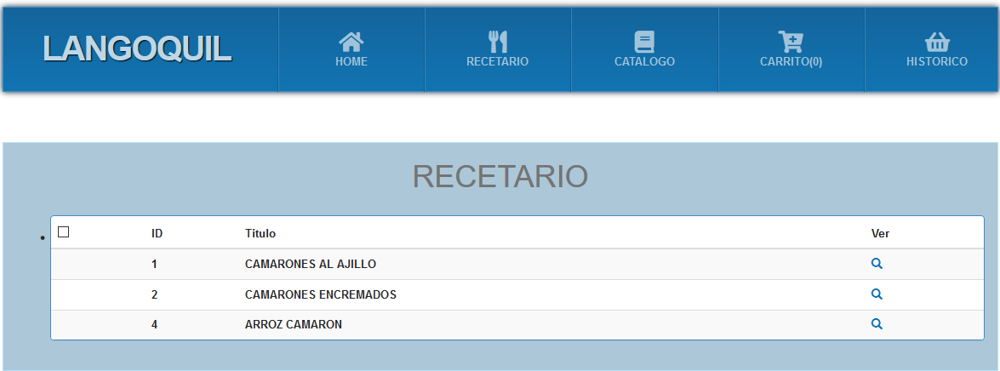 LANGOQUIL
HOME RECETARIO CATALOGO CARRITO(0) HISTORICO
RECETARIO
ID Titulo Ver
1 CAMARONES AL AJILLO
2 CAMARONES ENCREMADOS
4 ARROZ CAMARON